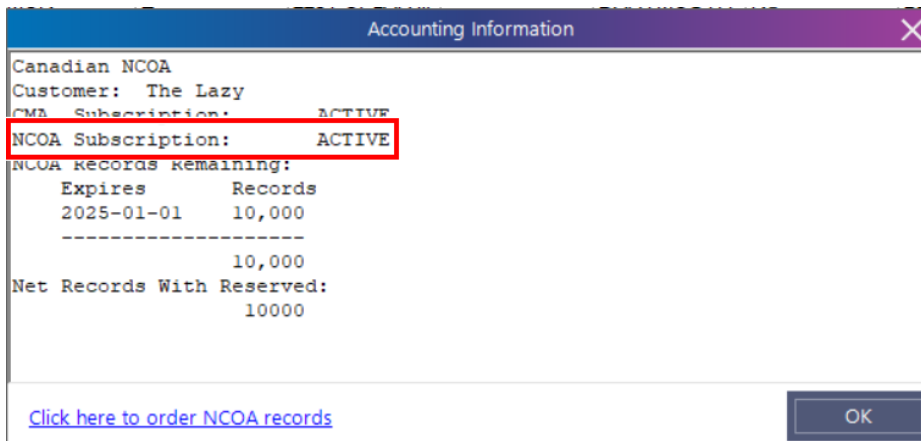 Accounting Information
Canadian NCOA
Customer:  The Lazy
CMA  Subscription:      ACTIVE
NCOA Subscription:      ACTIVE
NCOA Records Remaining:
    Expires       Records
    2025-01-01    10,000
    --------------------
                  10,000
Net Records With Reserved:
                   10000
Click here to order NCOA records
OK